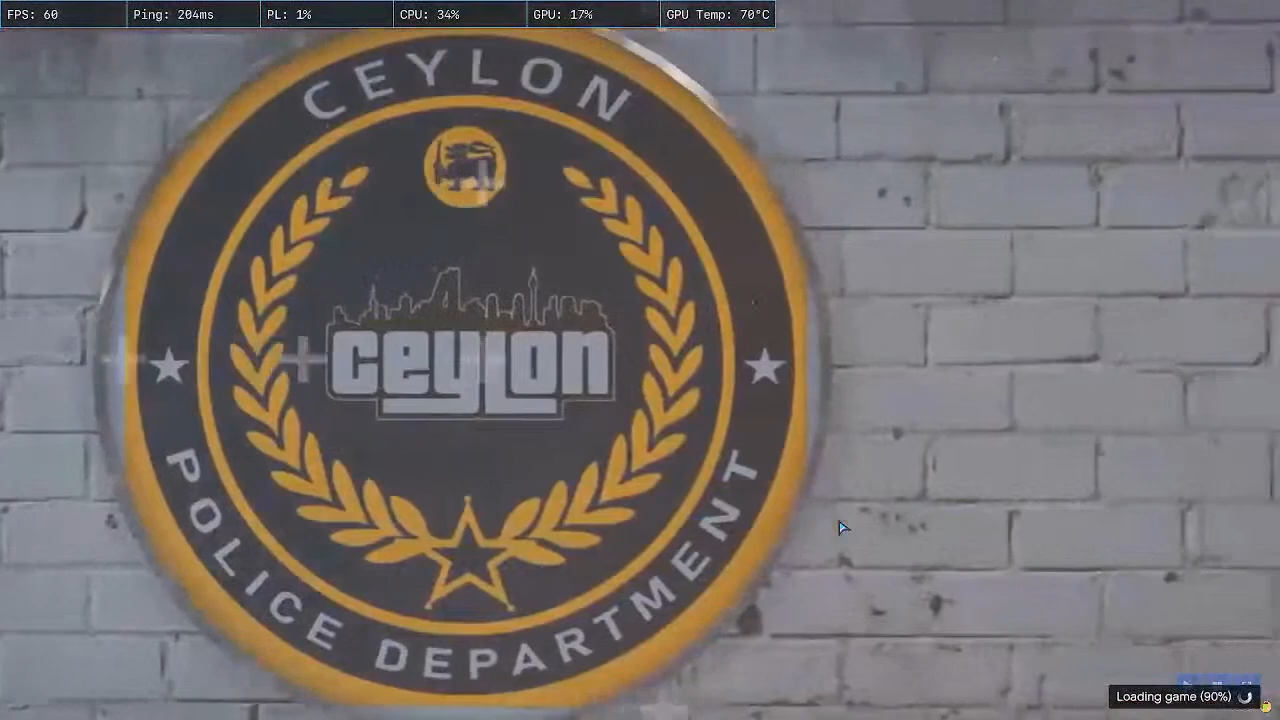 FPS: 60 Ping: 204ms PL: 1% CPU: 34% GPU: 17% GPU Temp: 70°C
CEYLON
ceylon
POLICE DEPARTMENT
Loading game (90%)